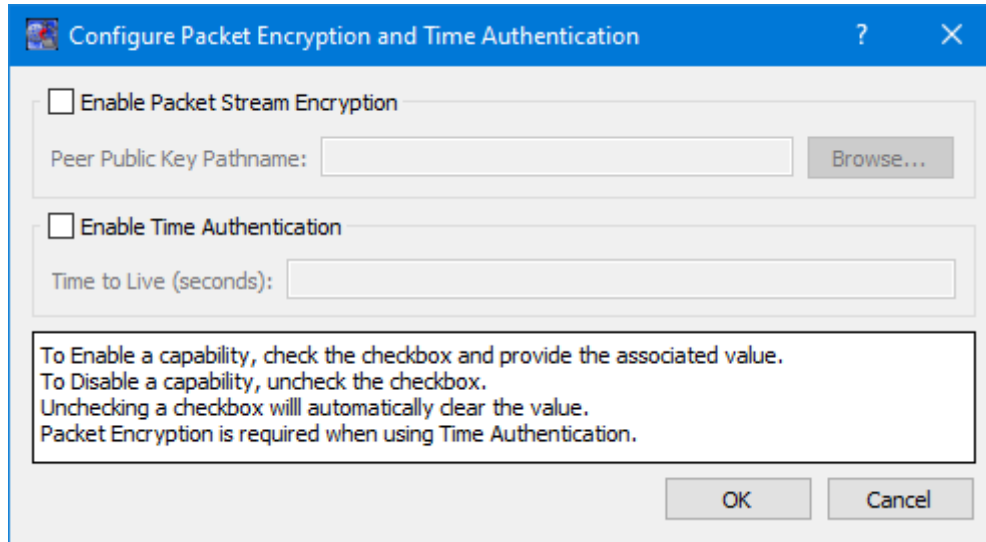 Configure Packet Encryption and Time Authentication
?
Enable Packet Stream Encryption
Peer Public Key Pathname:
Browse...
Enable Time Authentication
Time to Live (seconds):
To Enable a capability, check the checkbox and provide the associated value.
To Disable a capability, uncheck the checkbox.
Unchecking a checkbox willl automatically clear the value.
Packet Encryption is required when using Time Authentication.
OK
Cancel